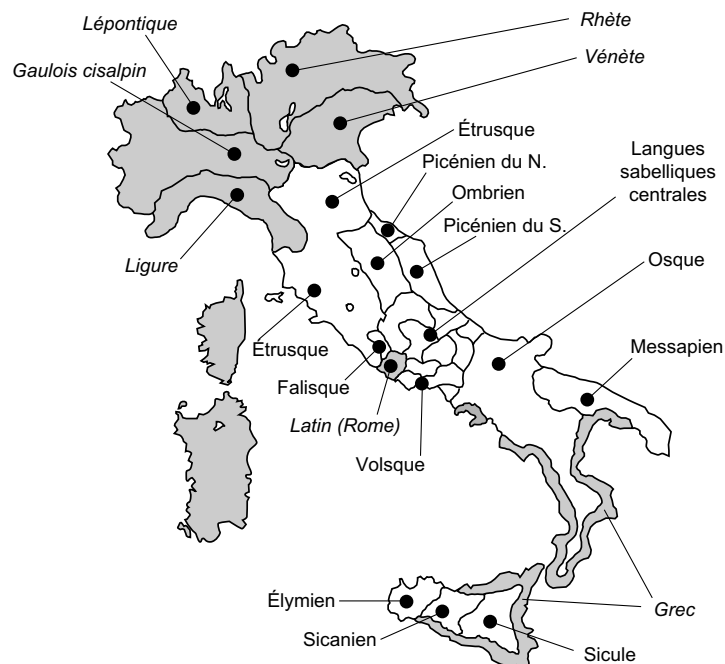 Lépontique
Rhète
Gaulois cisalpin
Vénète
Étrusque
Langues
sabelliques
centrales
Picénien du N.
Ombrien
Picénien du S.
Ligure
Osque
Étrusque
Messapien
Falisque
Latin (Rome)
Volsque
Élymien
Grec
Sicanien
Sicule